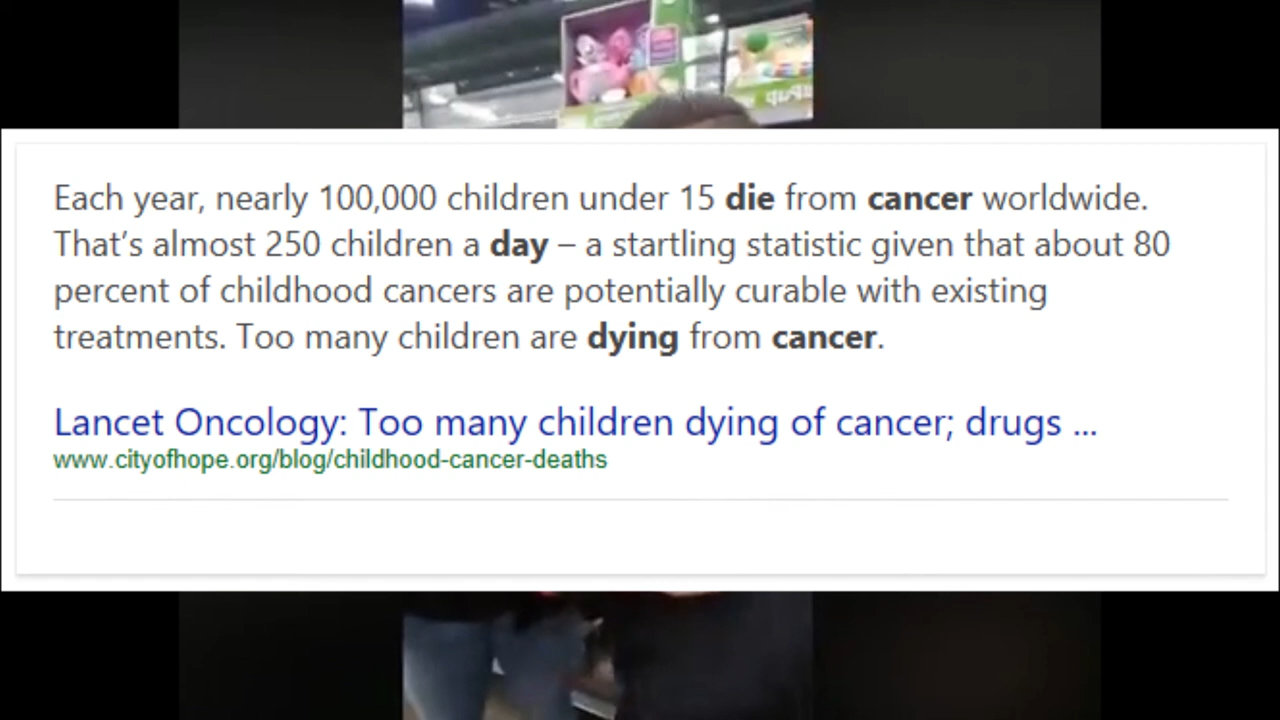 Each year, nearly 100,000 children under 15 die from cancer worldwide.
That's almost 250 children a day – a startling statistic given that about 80
percent of childhood cancers are potentially curable with existing
treatments. Too many children are dying from cancer.
Lancet Oncology: Too many children dying of cancer; drugs ...
www.cityofhope.org/blog/childhood-cancer-deaths